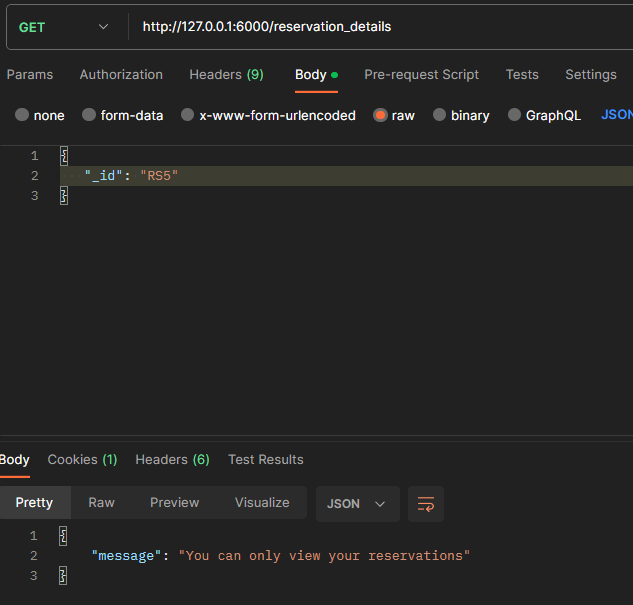 GET http://127.0.0.1:6000/reservation_details
Params Authorization Headers (9) Body Pre-request Script Tests Settings
none form-data x-www-form-urlencoded raw binary GraphQL JSON
1 {
2 "_id": "RS5"
3 }
Body Cookies (1) Headers (6) Test Results
Pretty Raw Preview Visualize JSON
1 {
2 "message": "You can only view your reservations"
3 }